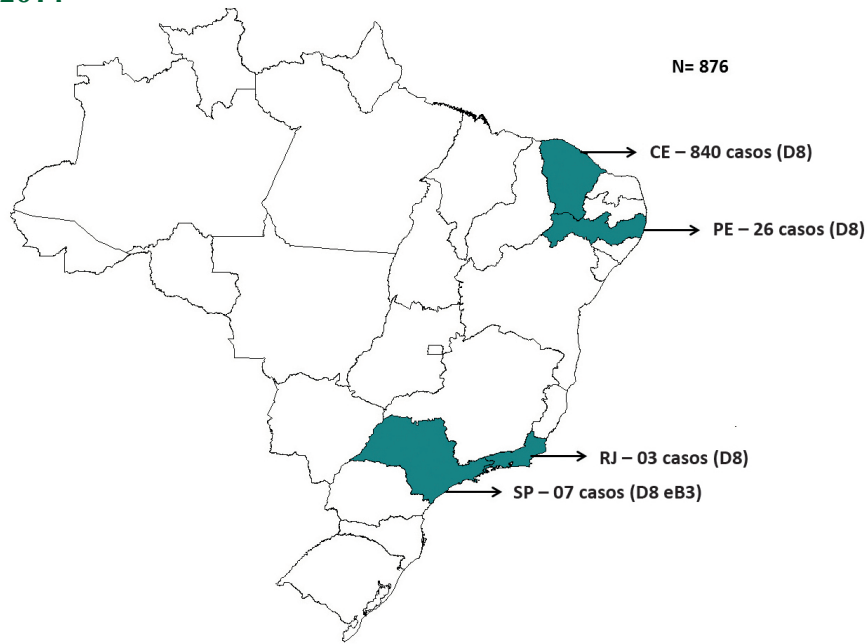 N= 876
CE – 840 casos (D8)
PE – 26 casos (D8)
RJ – 03 casos (D8)
SP – 07 casos (D8 eB3)